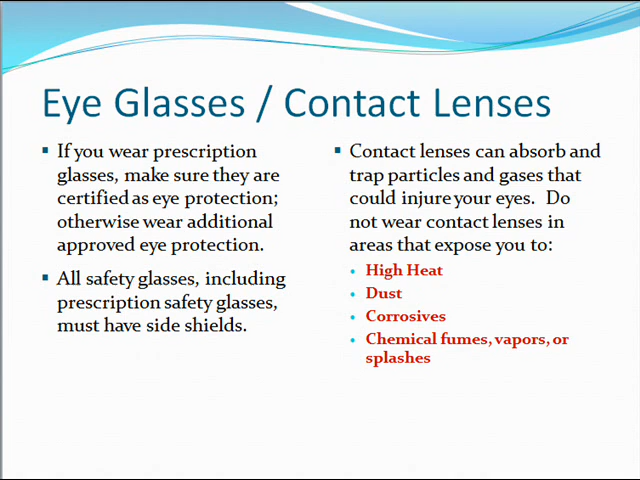 Eye Glasses / Contact Lenses
▪ If you wear prescription
glasses, make sure they are
certified as eye protection;
otherwise wear additional
approved eye protection.
▪ All safety glasses, including
prescription safety glasses,
must have side shields.
▪ Contact lenses can absorb and
trap particles and gases that
could injure your eyes.  Do
not wear contact lenses in
areas that expose you to:
• High Heat
• Dust
• Corrosives
• Chemical fumes, vapors, or
splashes